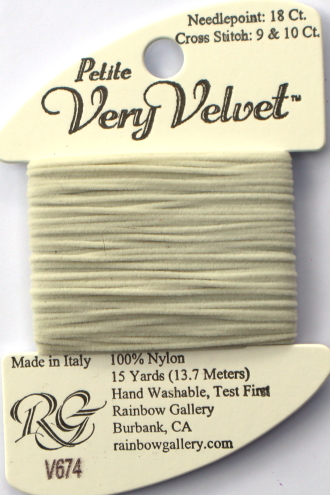 Needlepoint: 18 Ct.
Cross Stitch: 9 & 10 Ct.
Petite
Very Velvet™
Made in Italy
100% Nylon
15 Yards (13.7 Meters)
Hand Washable, Test First
Rainbow Gallery
Burbank, CA
rainbowgallery.com
RG
V674